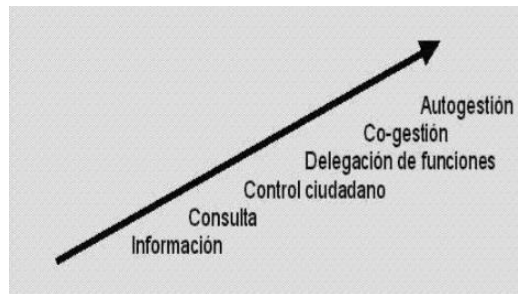 Autogestión
Co-gestión
Delegación de funciones
Control ciudadano
Consulta
Información